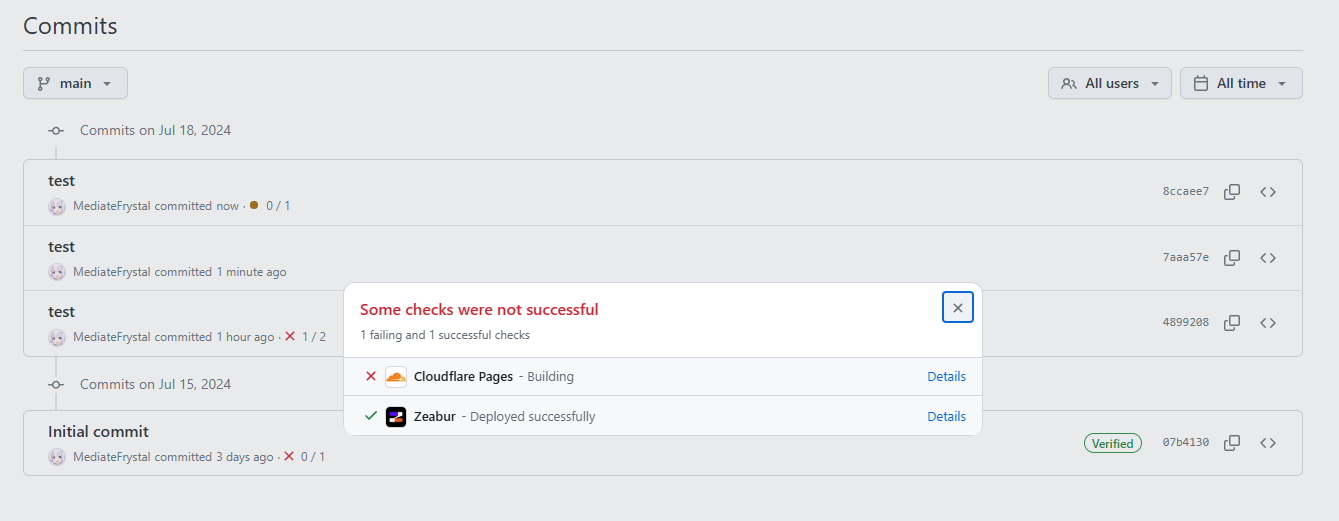 Commits
main
All users
All time
Commits on Jul 18, 2024
test
MediateFrystal committed now · 0 / 1
8ccaee7
test
MediateFrystal committed 1 minute ago
7aaa57e
test
MediateFrystal committed 1 hour ago · 1 / 2
4899208
Some checks were not successful
1 failing and 1 successful checks
Cloudflare Pages - Building
Details
Zeabur - Deployed successfully
Details
Commits on Jul 15, 2024
Initial commit
MediateFrystal committed 3 days ago · 0 / 1
Verified
07b4130